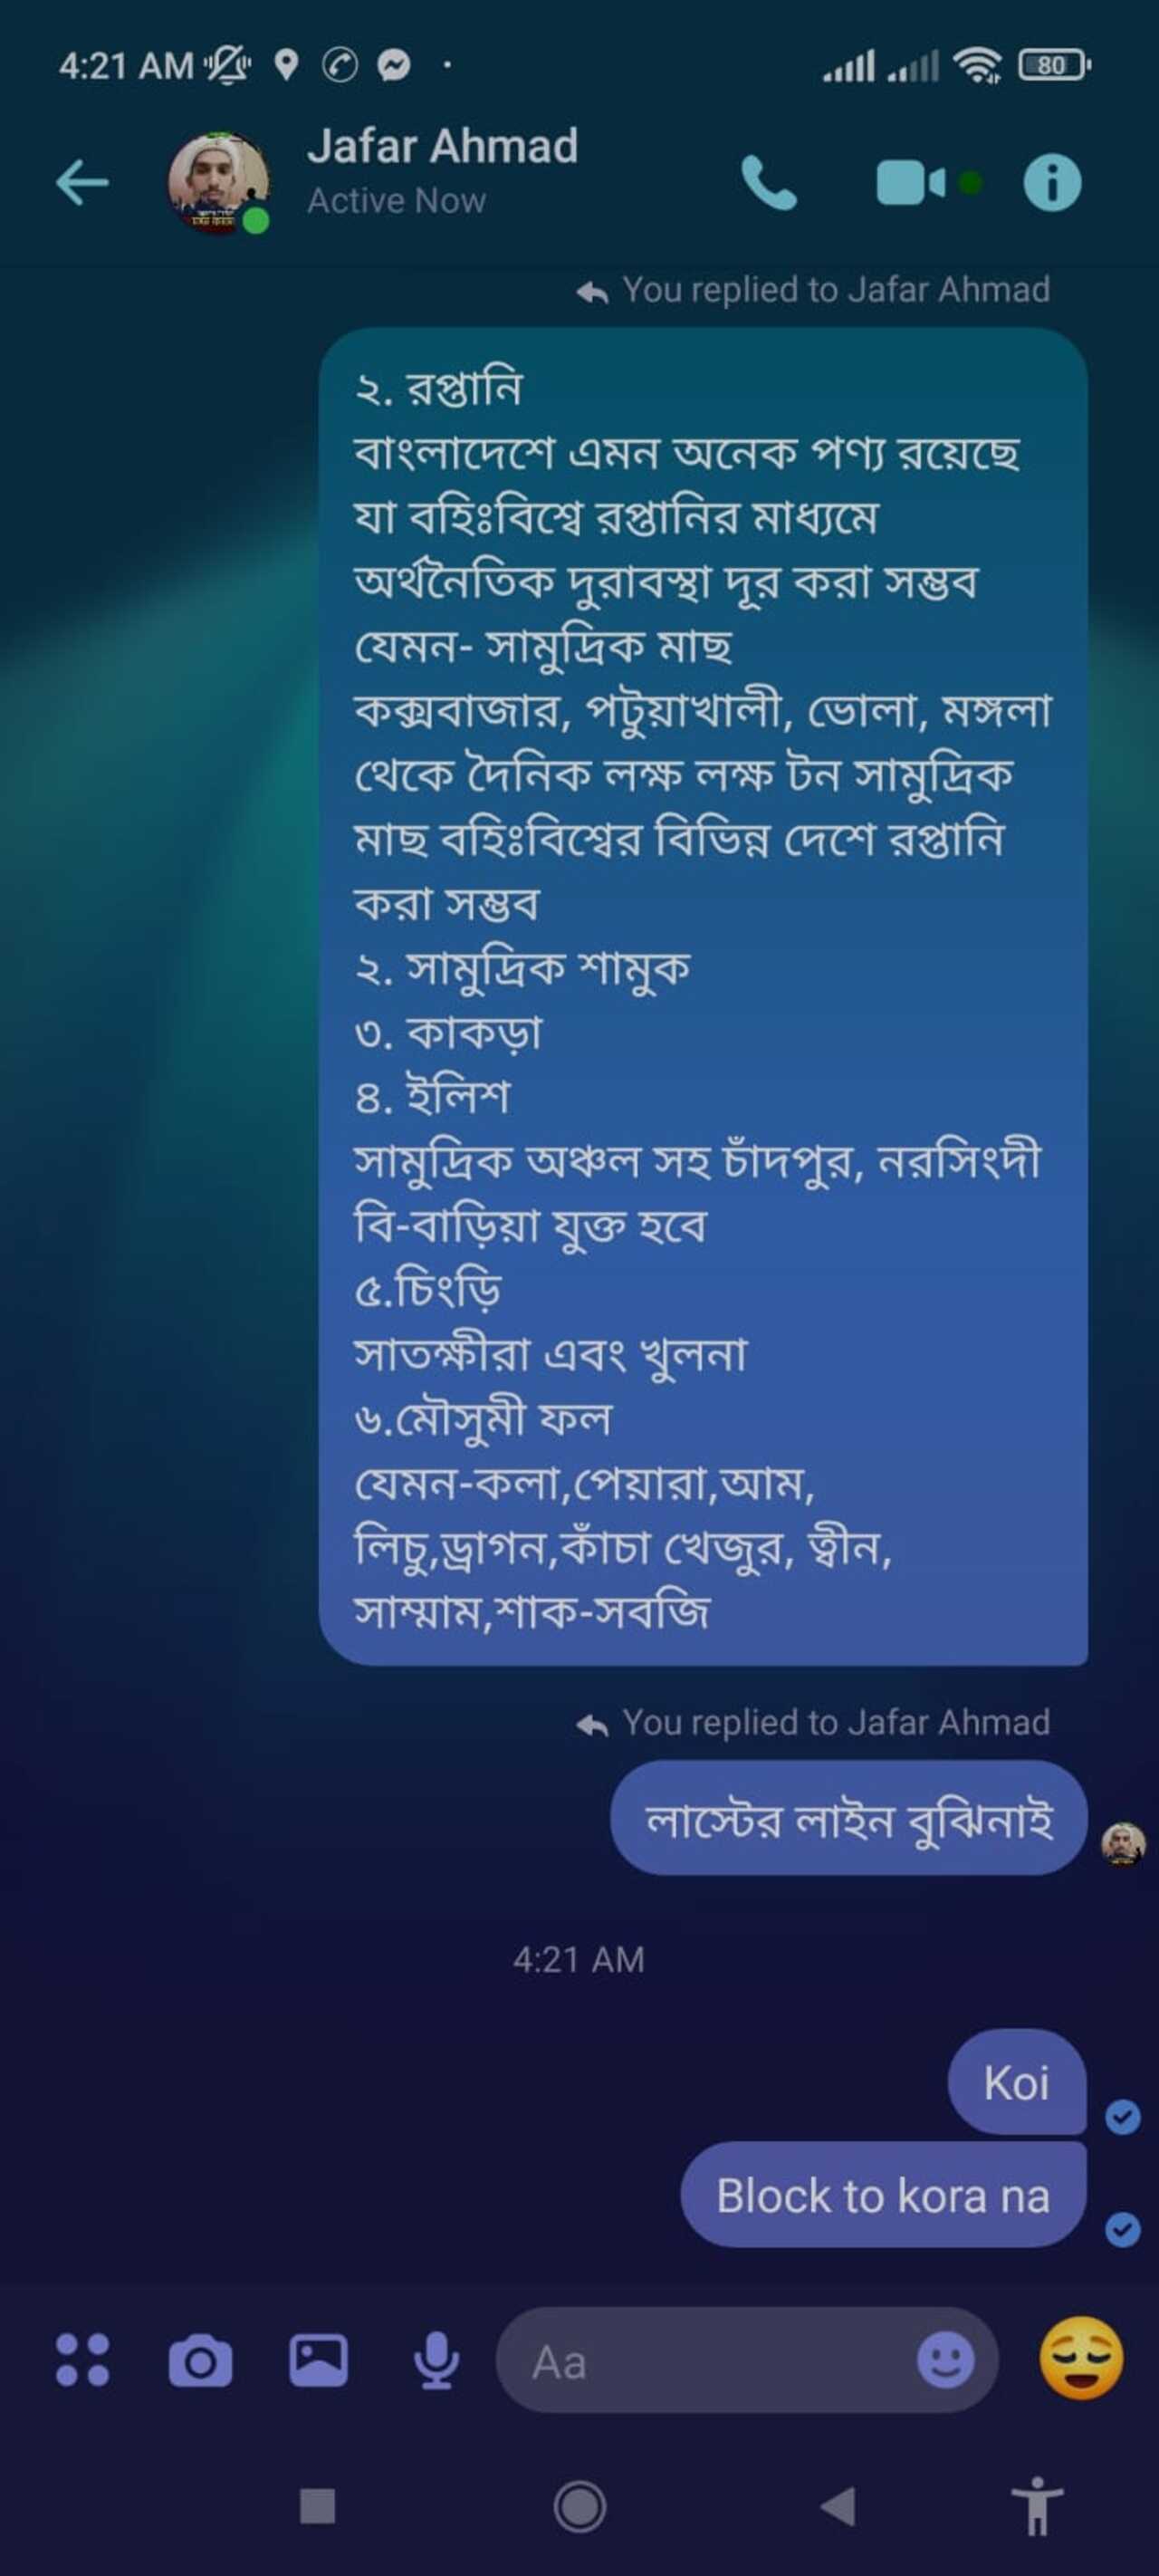 4:21 AM
80
Jafar Ahmad
Active Now
You replied to Jafar Ahmad
২. রপ্তানি
বাংলাদেশে এমন অনেক পণ্য রয়েছে
যা বহিঃবিশ্বে রপ্তানির মাধ্যমে
অর্থনৈতিক দুরাবস্থা দূর করা সম্ভব
যেমন- সামুদ্রিক মাছ
কক্সবাজার, পটুয়াখালী, ভোলা, মঙ্গলা
থেকে দৈনিক লক্ষ লক্ষ টন সামুদ্রিক
মাছ বহিঃবিশ্বের বিভিন্ন দেশে রপ্তানি
করা সম্ভব
২. সামুদ্রিক শামুক
৩. কাকড়া
৪. ইলিশ
সামুদ্রিক অঞ্চল সহ চাঁদপুর, নরসিংদী
বি-বাড়িয়া যুক্ত হবে
৫.চিংড়ি
সাতক্ষীরা এবং খুলনা
৬.মৌসুমী ফল
যেমন-কলা,পেয়ারা,আম,
লিচু,ড্রাগন,কাঁচা খেজুর, ত্বীন,
সাম্মাম,শাক-সবজি
You replied to Jafar Ahmad
লাস্টের লাইন বুঝিনাই
4:21 AM
Koi
Block to kora na
Aa